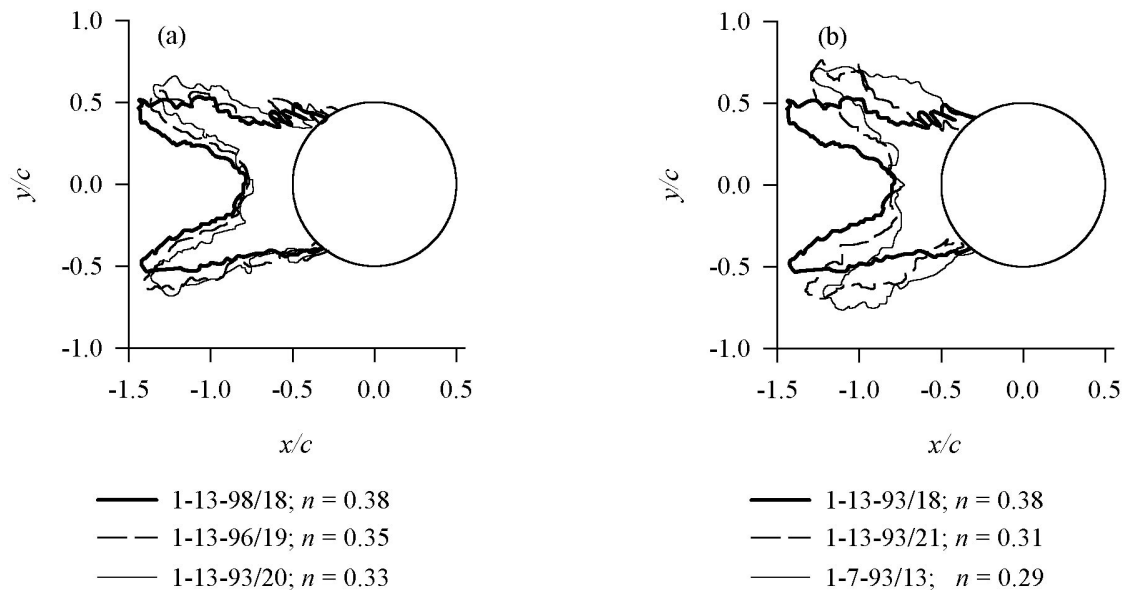 (a)
1.0
0.5
0.0
-0.5
-1.0
y/c
-1.5 -1.0 -0.5 0.0 0.5
x/c
1-13-98/18; n = 0.38
1-13-96/19; n = 0.35
1-13-93/20; n = 0.33
(b)
1.0
0.5
0.0
-0.5
-1.0
y/c
-1.5 -1.0 -0.5 0.0 0.5
x/c
1-13-93/18; n = 0.38
1-13-93/21; n = 0.31
1-7-93/13; n = 0.29